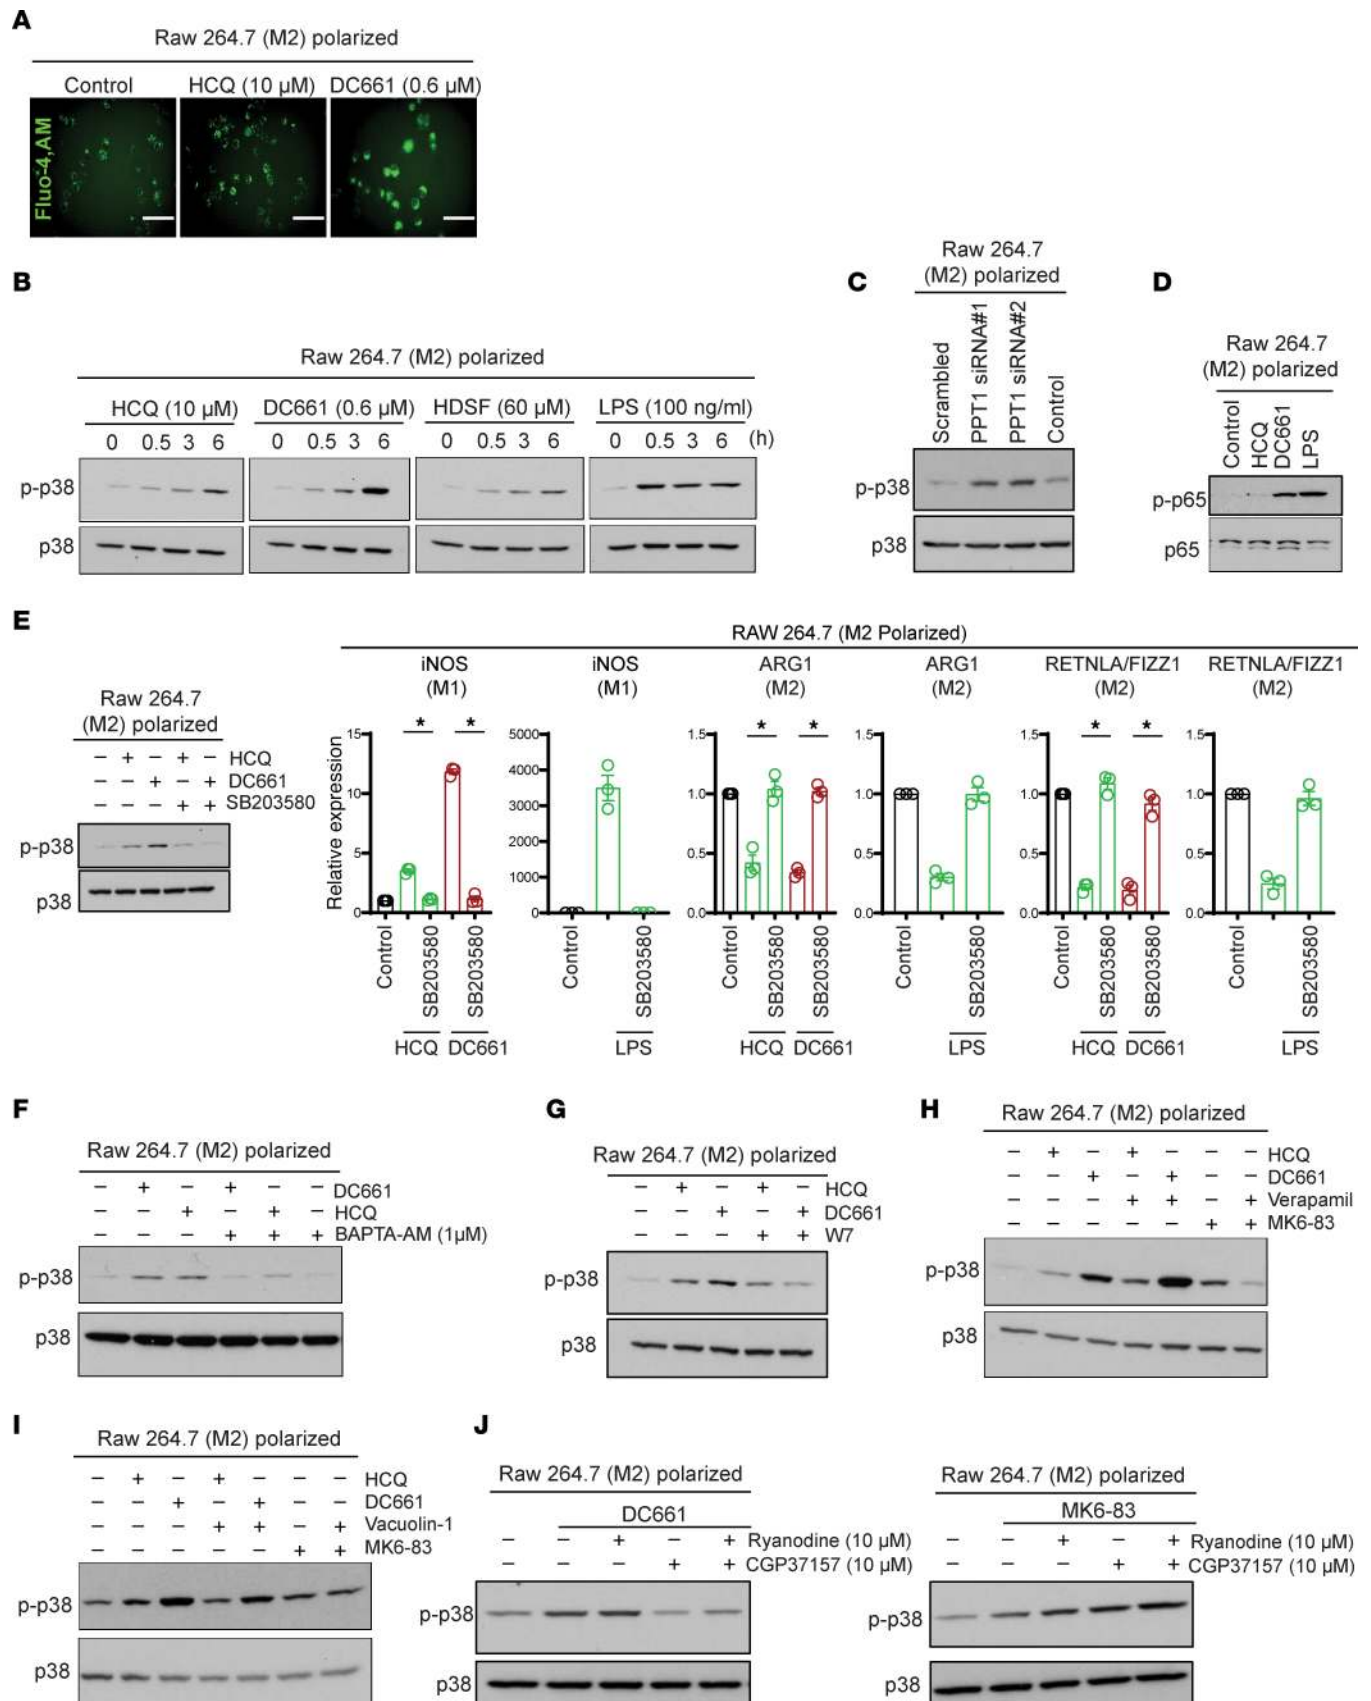 A
Raw 264.7 (M2) polarized
Control HCQ (10 µM) DC661 (0.6 µM)
Fluo-4,AM
B
Raw 264.7 (M2) polarized
HCQ (10 µM) DC661 (0.6 µM) HDSF (60 µM) LPS (100 ng/ml)
0 0.5 3 6 0 0.5 3 6 0 0.5 3 6 0 0.5 3 6 (h)
p-p38
p38
C
Raw 264.7
(M2) polarized
Scrambled
PPT1 siRNA#1
PPT1 siRNA#2
Control
p-p38
p38
D
Raw 264.7
(M2) polarized
Control
HCQ
DC661
LPS
p-p65
p65
E
Raw 264.7
(M2) polarized
– + – + – HCQ
– – + – + DC661
– – – + + SB203580
p-p38
p38
RAW 264.7 (M2 Polarized)
iNOS
(M1)
Relative expression
15
10
5
0
*
*
Control
SB203580
SB203580
HCQ DC661
iNOS
(M1)
5000
4000
3000
2000
1000
0
Control
SB203580
LPS
ARG1
(M2)
1.5
1.0
0.5
0.0
*
*
Control
SB203580
SB203580
HCQ DC661
ARG1
(M2)
1.5
1.0
0.5
0.0
Control
SB203580
LPS
RETNLA/FIZZ1
(M2)
1.5
1.0
0.5
0.0
*
*
Control
SB203580
SB203580
HCQ DC661
RETNLA/FIZZ1
(M2)
1.5
1.0
0.5
0.0
Control
SB203580
LPS
F
Raw 264.7 (M2) polarized
– + – + – – DC661
– – + – + – HCQ
– – – + + + BAPTA-AM (1µM)
p-p38
p38
G
Raw 264.7 (M2) polarized
– + – + – HCQ
– – + – + DC661
– – – + + W7
p-p38
p38
H
Raw 264.7 (M2) polarized
– + – + – – – HCQ
– – + – + – – DC661
– – – + + – + Verapamil
– – – – – + + MK6-83
p-p38
p38
I
Raw 264.7 (M2) polarized
– + – + – – – HCQ
– – + – + – – DC661
– – – + + – + Vacuolin-1
– – – – – + + MK6-83
p-p38
p38
J
Raw 264.7 (M2) polarized
DC661
– – + – + Ryanodine (10 µM)
– – – + + CGP37157 (10 µM)
p-p38
p38
Raw 264.7 (M2) polarized
MK6-83
– – + – + Ryanodine (10 µM)
– – – + + CGP37157 (10 µM)
p-p38
p38